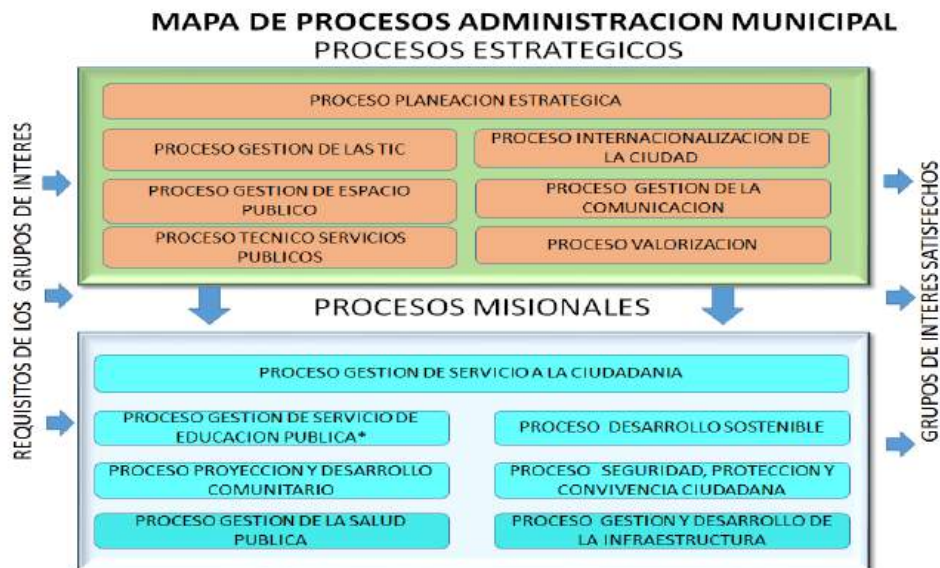 MAPA DE PROCESOS ADMINISTRACION MUNICIPAL
PROCESOS ESTRATEGICOS
REQUISITOS DE LOS GRUPOS DE INTERES
PROCESO PLANEACION ESTRATEGICA
PROCESO GESTION DE LAS TIC
PROCESO INTERNACIONALIZACION DE
LA CIUDAD
PROCESO GESTION DE ESPACIO
PUBLICO
PROCESO GESTION DE LA
COMUNICACION
PROCESO TECNICO SERVICIOS
PUBLICOS
PROCESO VALORIZACION
PROCESOS MISIONALES
PROCESO GESTION DE SERVICIO A LA CIUDADANIA
PROCESO GESTION DE SERVICIO DE
EDUCACION PUBLICA*
PROCESO DESARROLLO SOSTENIBLE
PROCESO PROYECCION Y DESARROLLO
COMUNITARIO
PROCESO SEGURIDAD, PROTECCION Y
CONVIVENCIA CIUDADANA
PROCESO GESTION DE LA SALUD
PUBLICA
PROCESO GESTION Y DESARROLLO DE
LA INFRAESTRUCTURA
GRUPOS DE INTERES SATISFECHOS